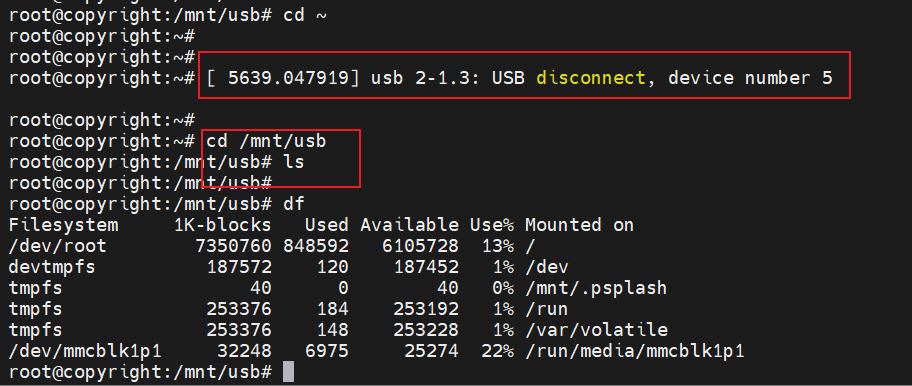 root@copyright:/mnt/usb# cd ~
root@copyright:~#
root@copyright:~#
root@copyright:~# [ 5639.047919] usb 2-1.3: USB disconnect, device number 5
root@copyright:~#
root@copyright:~# cd /mnt/usb
root@copyright:/mnt/usb# ls
root@copyright:/mnt/usb#
root@copyright:/mnt/usb# df
Filesystem     1K-blocks   Used Available Use% Mounted on
/dev/root        7350760 848592   6105728  13% /
devtmpfs          187572    120    187452   1% /dev
tmpfs                 40      0        40   0% /mnt/.psplash
tmpfs             253376    184    253192   1% /run
tmpfs             253376    148    253228   1% /var/volatile
/dev/mmcblk1p1     32248   6975     25274  22% /run/media/mmcblk1p1
root@copyright:/mnt/usb#